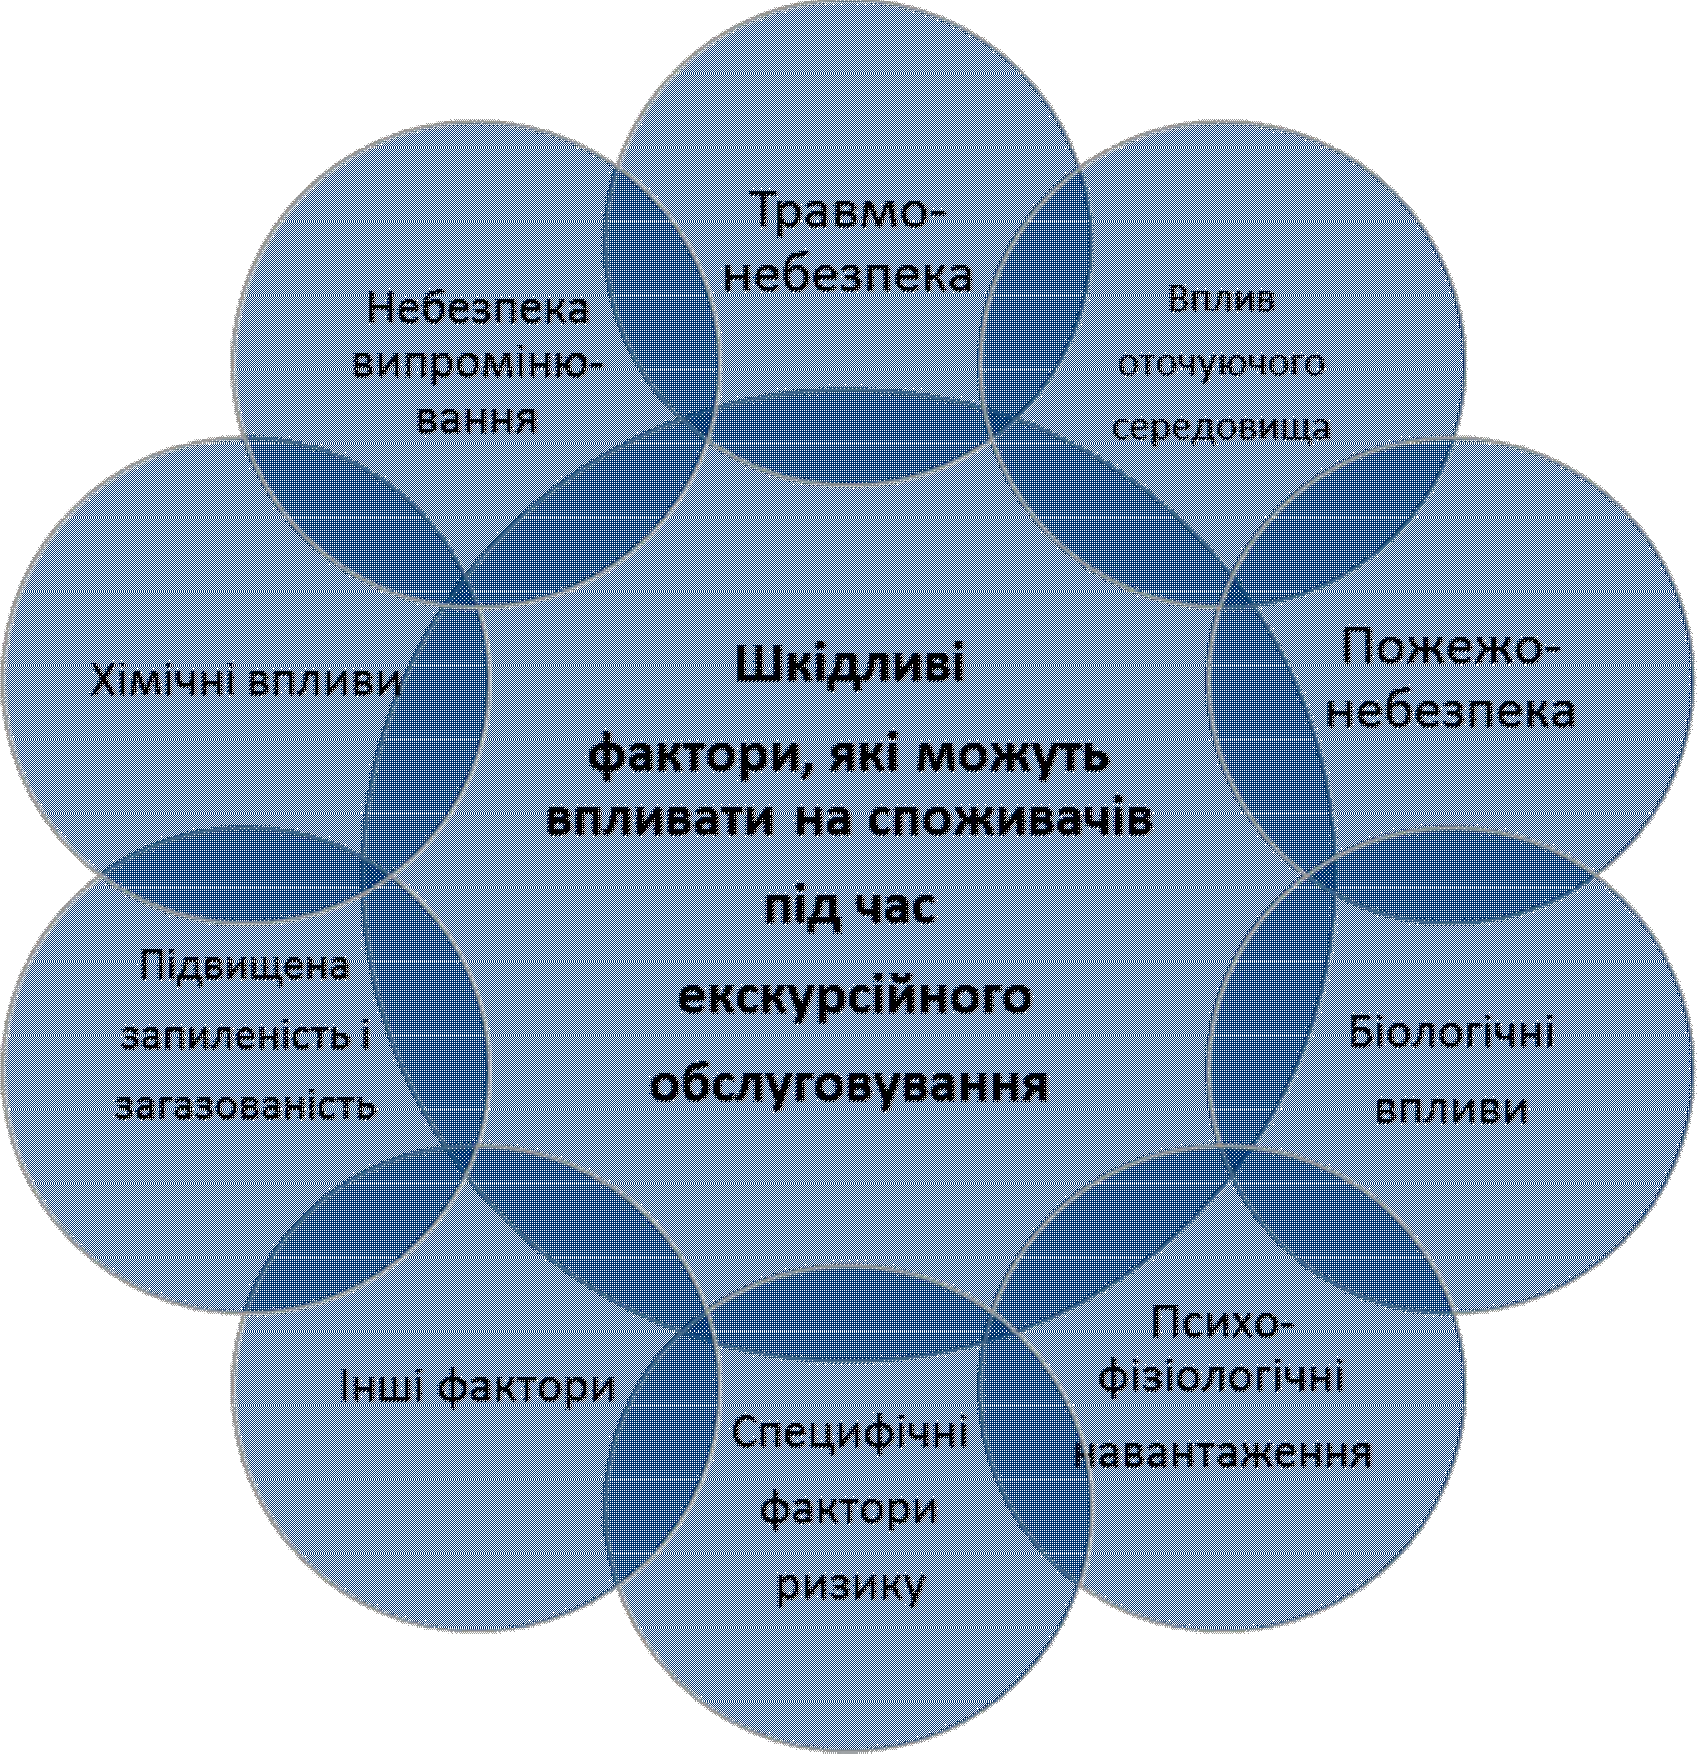 Травмо-
небезпека
Вплив
оточуючого
середовища
Пожежо-
небезпека
Біологічні
впливи
Психо-
фізіологічні
навантаження
Специфічні
фактори
ризику
Інші фактори
Підвищена
запиленість і
загазованість
Хімічні впливи
Небезпека
випроміню-
вання
Шкідливі
фактори, які можуть
впливати на споживачів
під час
екскурсійного
обслуговування